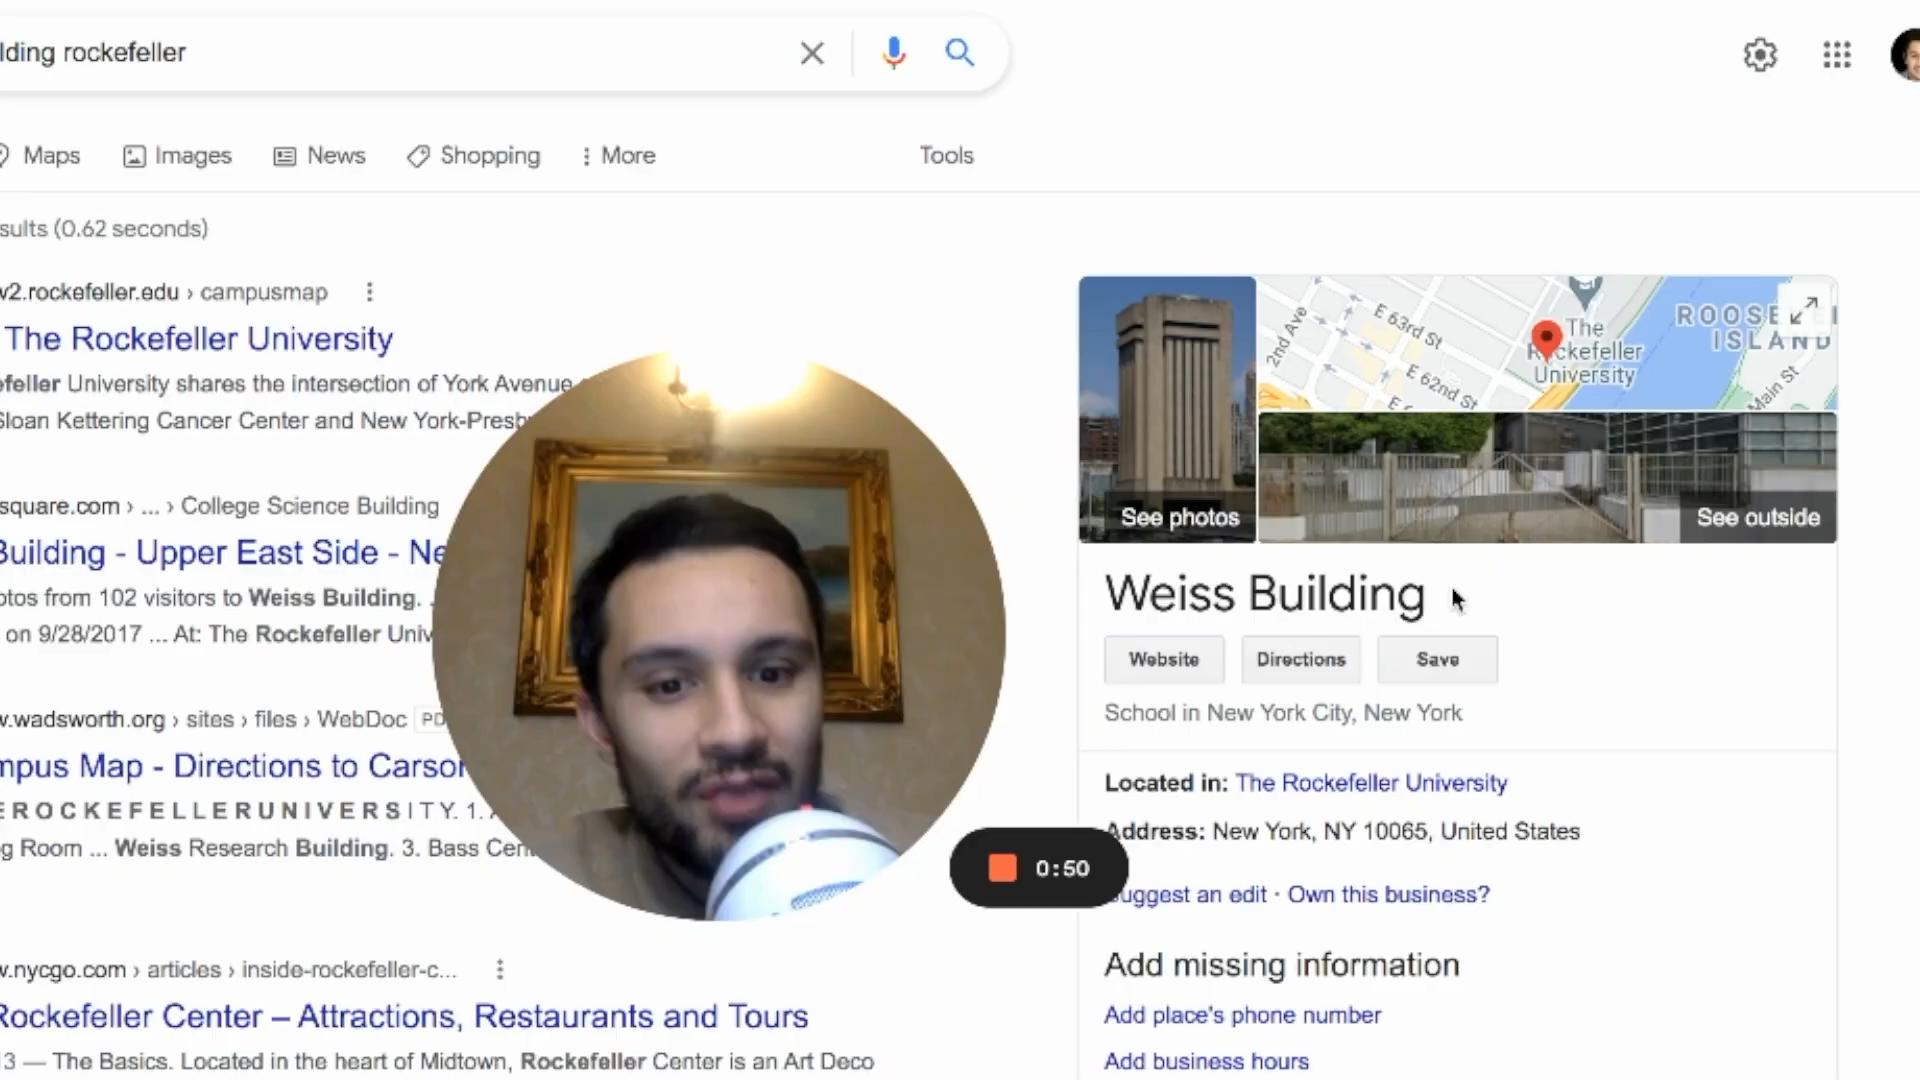 lding rockefeller
Maps
Images
News
Shopping
More
Tools
sults (0.62 seconds)
v2.rockefeller.edu › campusmap
The Rockefeller University
efeller University shares the intersection of York Avenue
Sloan Kettering Cancer Center and New York-Presb
square.com › ... › College Science Building
Building - Upper East Side - Ne
otos from 102 visitors to Weiss Building.
on 9/28/2017 ... At: The Rockefeller Univ
w.wadsworth.org › sites › files › WebDoc PD
mpus Map - Directions to Carson
E R O C K E F E L L E R U N I V E R S I T Y. 1.
g Room ... Weiss Research Building. 3. Bass Cen
w.nycgo.com › articles › inside-rockefeller-c...
Rockefeller Center – Attractions, Restaurants and Tours
13 — The Basics. Located in the heart of Midtown, Rockefeller Center is an Art Deco
0:50
2nd Ave
E 63rd St
E 62nd St
The
Rockefeller
University
ROOSE
ISLAND
Main St
See photos
See outside
Weiss Building
Website
Directions
Save
School in New York City, New York
Located in: The Rockefeller University
Address: New York, NY 10065, United States
uggest an edit · Own this business?
Add missing information
Add place's phone number
Add business hours